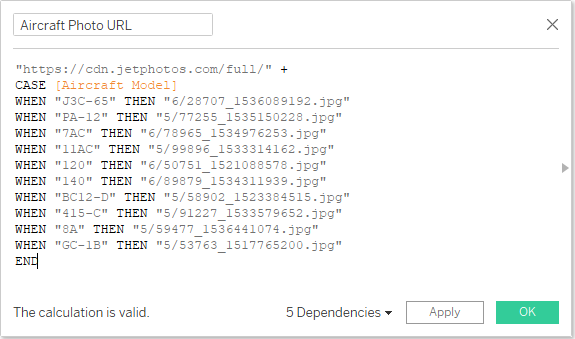 Aircraft Photo URL
"https://cdn.jetphotos.com/full/" +
CASE [Aircraft Model]
WHEN "J3C-65" THEN "6/28707_1536089192.jpg"
WHEN "PA-12" THEN "5/77255_1535150228.jpg"
WHEN "7AC" THEN "6/78965_1534976253.jpg"
WHEN "11AC" THEN "5/99896_1533314162.jpg"
WHEN "120" THEN "6/50751_1521088578.jpg"
WHEN "140" THEN "6/89879_1534311939.jpg"
WHEN "BC12-D" THEN "5/58902_1523384515.jpg"
WHEN "415-C" THEN "5/91227_1533579652.jpg"
WHEN "8A" THEN "5/59477_1536441074.jpg"
WHEN "GC-1B" THEN "5/53763_1517765200.jpg"
END
The calculation is valid. 5 Dependencies Apply OK